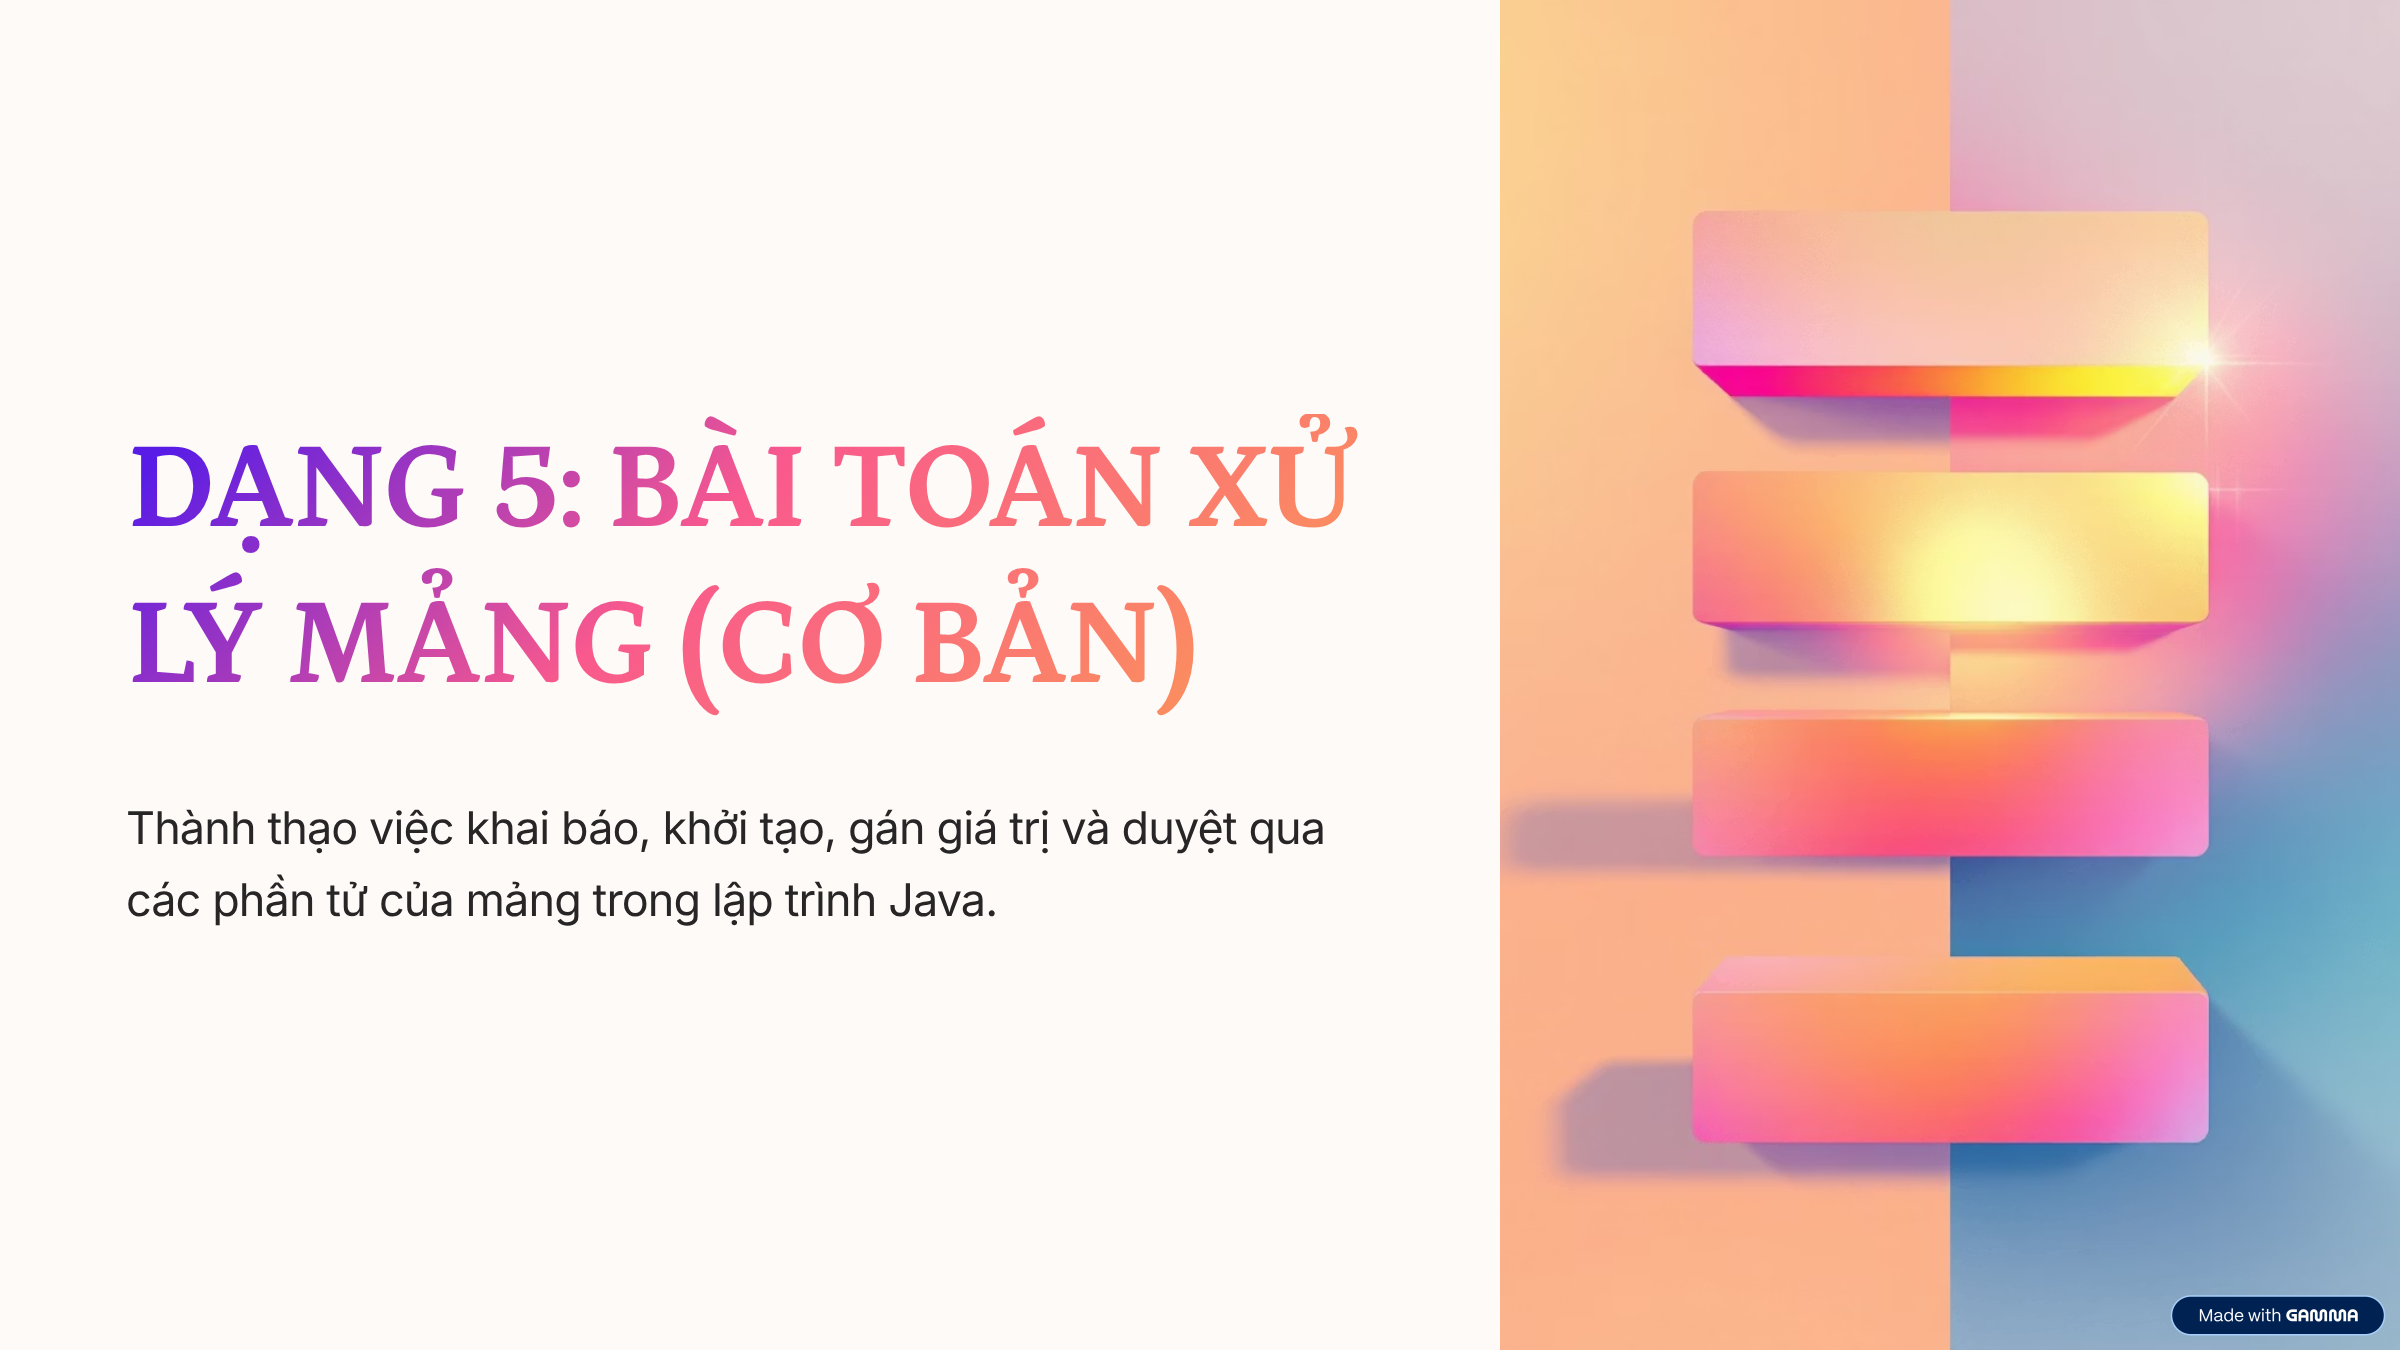 DẠNG 5: BÀI TOÁN XỬ
LÝ MẢNG (CƠ BẢN)
Thành thạo việc khai báo, khởi tạo, gán giá trị và duyệt qua
các phần tử của mảng trong lập trình Java.
Made with GAMMA